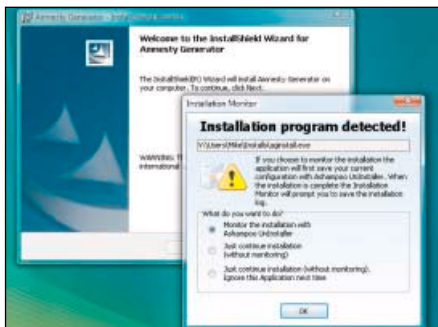 Amnesty Generator - InstallShield Wizard
Welcome to the InstallShield Wizard for
Amnesty Generator
The InstallShield(R) Wizard will install Amnesty Generator on
your computer. To continue, click Next.
WARNING:
international
Installation Monitor
Installation program detected!
V:\Users\Mike\Installs\aginstall.exe
If you choose to monitor the installation the
application will first save your current
configuration with Ashampoo UnInstaller. When
the installation is complete the Installation
Monitor will prompt you to save the installation
log.
What do you want to do?
Monitor the installation with
Ashampoo UnInstaller
Just continue installation
(without monitoring)
Just continue installation (without monitoring).
Ignore this Application next time
OK